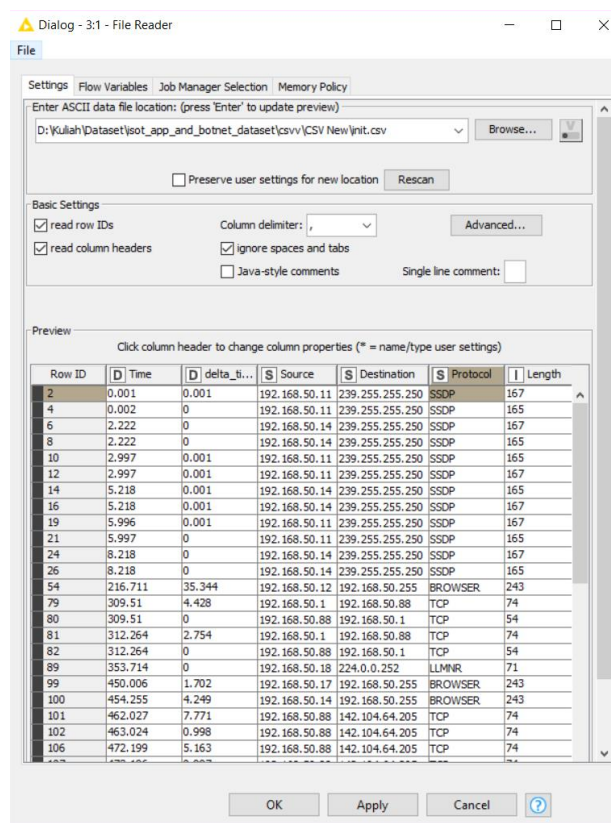 Dialog - 3:1 - File Reader
File
Settings Flow Variables Job Manager Selection Memory Policy
Enter ASCII data file location: (press 'Enter' to update preview)
D:\Kuliah\Dataset\isot_app_and_botnet_dataset\csvv\CSV New\init.csv Browse...
Preserve user settings for new location Rescan
Basic Settings
read row IDs Column delimiter: , Advanced...
read column headers ignore spaces and tabs
Java-style comments Single line comment:
Preview
Click column header to change column properties (* = name/type user settings)
Row ID D Time D delta_ti... S Source S Destination S Protocol I Length
2 0.001 0.001 192.168.50.11 239.255.255.250 SSDP 167
4 0.002 0 192.168.50.11 239.255.255.250 SSDP 165
6 2.222 0 192.168.50.14 239.255.255.250 SSDP 167
8 2.222 0 192.168.50.14 239.255.255.250 SSDP 165
10 2.997 0.001 192.168.50.11 239.255.255.250 SSDP 167
12 2.997 0.001 192.168.50.11 239.255.255.250 SSDP 167
14 5.218 0.001 192.168.50.14 239.255.255.250 SSDP 165
16 5.218 0.001 192.168.50.14 239.255.255.250 SSDP 167
19 5.996 0.001 192.168.50.11 239.255.255.250 SSDP 167
21 5.997 0 192.168.50.11 239.255.255.250 SSDP 165
24 8.218 0 192.168.50.14 239.255.255.250 SSDP 167
26 8.218 0 192.168.50.14 239.255.255.250 SSDP 165
54 216.711 35.344 192.168.50.12 192.168.50.255 BROWSER 243
79 309.51 4.428 192.168.50.1 192.168.50.88 TCP 74
80 309.51 0 192.168.50.88 192.168.50.1 TCP 54
81 312.264 2.754 192.168.50.1 192.168.50.88 TCP 74
82 312.264 0 192.168.50.88 192.168.50.1 TCP 54
89 353.714 0 192.168.50.18 224.0.0.252 LLMNR 71
99 450.006 1.702 192.168.50.17 192.168.50.255 BROWSER 243
100 454.255 4.249 192.168.50.14 192.168.50.255 BROWSER 243
101 462.027 7.771 192.168.50.88 142.104.64.205 TCP 74
102 463.024 0.998 192.168.50.88 142.104.64.205 TCP 74
106 472.199 5.163 192.168.50.88 142.104.64.205 TCP 74
OK Apply Cancel ?